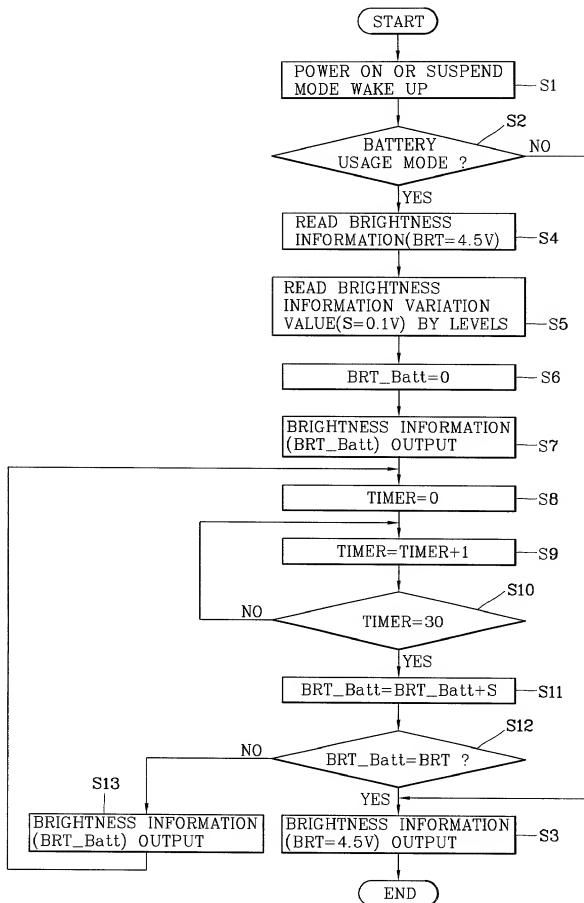 START
POWER ON OR SUSPEND
MODE WAKE UP
S1
S2
BATTERY
USAGE MODE ?
NO
YES
READ BRIGHTNESS
INFORMATION(BRT=4.5V)
S4
READ BRIGHTNESS
INFORMATION VARIATION
VALUE(S=0.1V) BY LEVELS
S5
BRT_Batt=0
S6
BRIGHTNESS INFORMATION
(BRT_Batt) OUTPUT
S7
TIMER=0
S8
TIMER=TIMER+1
S9
S10
TIMER=30
NO
YES
BRT_Batt=BRT_Batt+S
S11
S12
BRT_Batt=BRT ?
NO
YES
S13
BRIGHTNESS INFORMATION
(BRT_Batt) OUTPUT
BRIGHTNESS INFORMATION
(BRT=4.5V) OUTPUT
S3
END